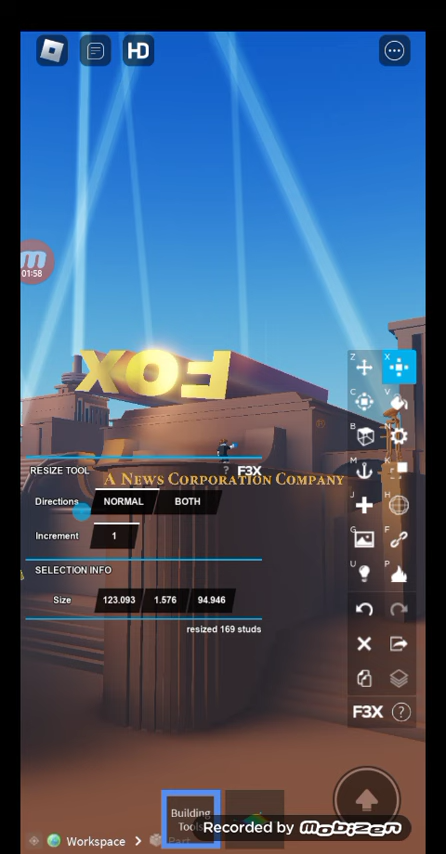 HD
01:58
FOX
Z
X
C
V
B
N
M
K
J
H
G
F
U
P
? F3X
RESIZE TOOL
A NEWS CORPORATION COMPANY
Directions
NORMAL
BOTH
Increment
1
SELECTION INFO
Size
123.093
1.576
94.946
resized 169 studs
F3X ?
Building
Tools
Recorded by Mobizen
Workspace > Part